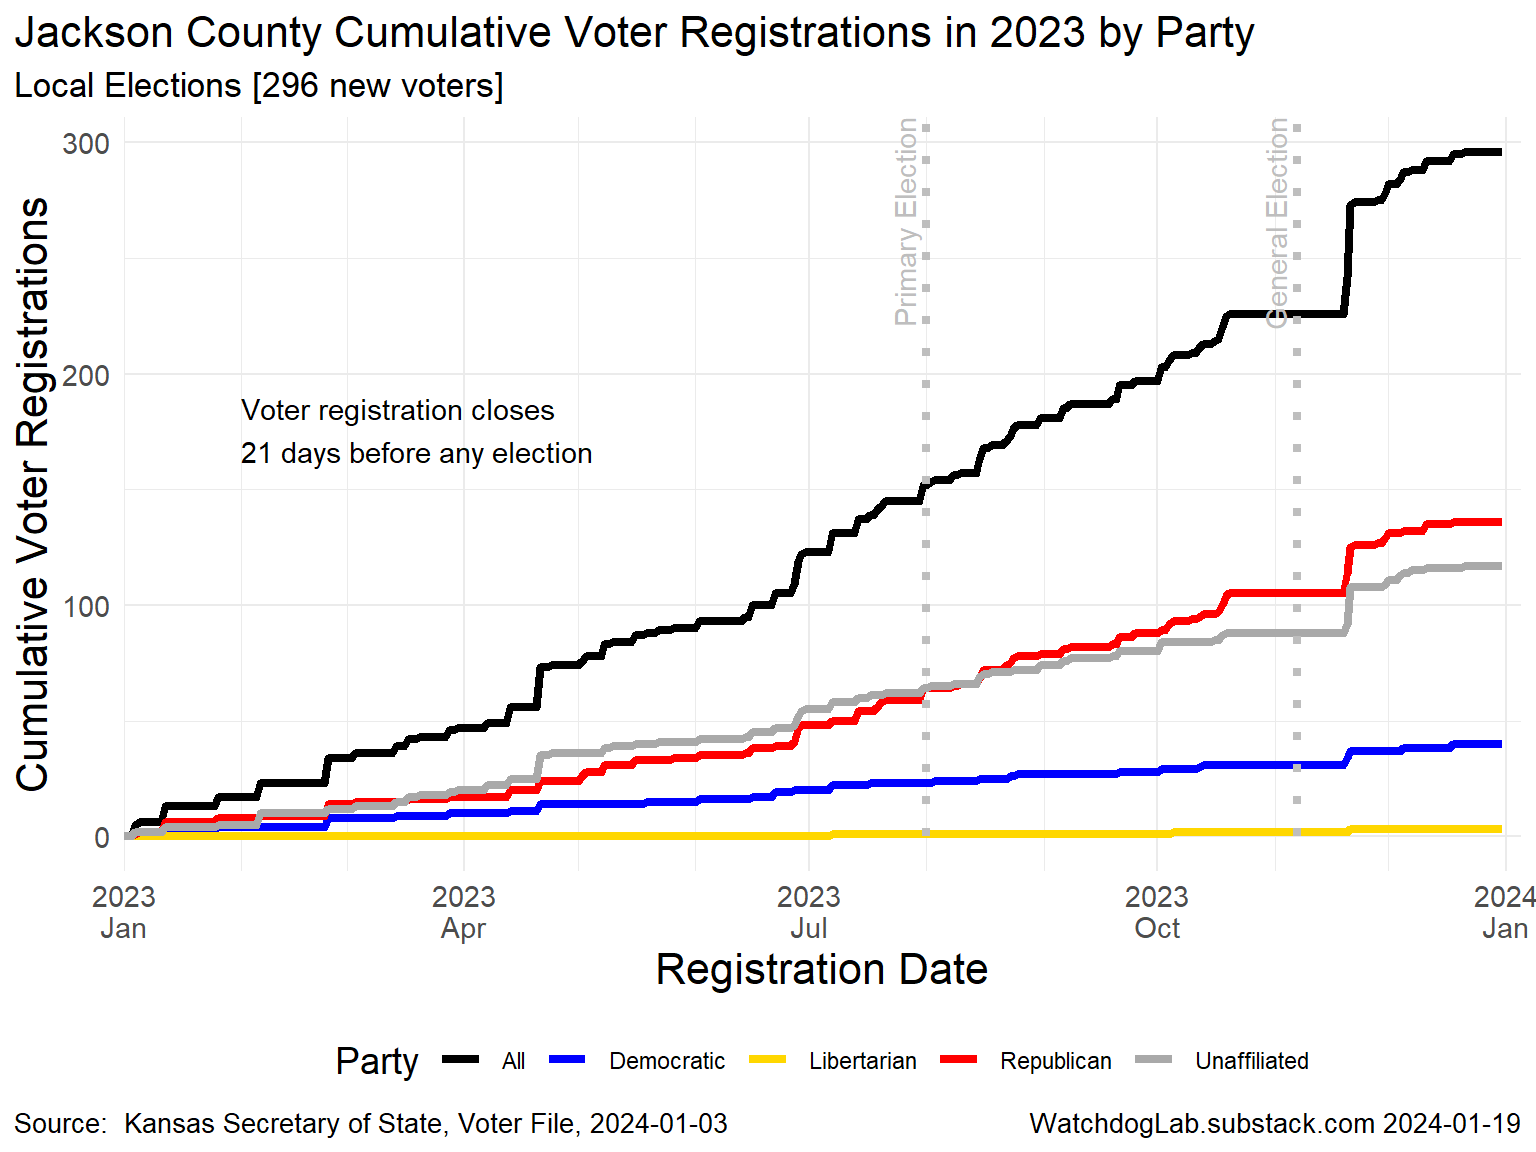 Jackson County Cumulative Voter Registrations in 2023 by Party
Local Elections [296 new voters]
Cumulative Voter Registrations
300
200
100
0
Primary Election
General Election
Voter registration closes
21 days before any election
2023 2023 2023 2023 2024
Jan Apr Jul Oct Jan
Registration Date
Party All Democratic Libertarian Republican Unaffiliated
Source:  Kansas Secretary of State, Voter File, 2024-01-03
WatchdogLab.substack.com 2024-01-19